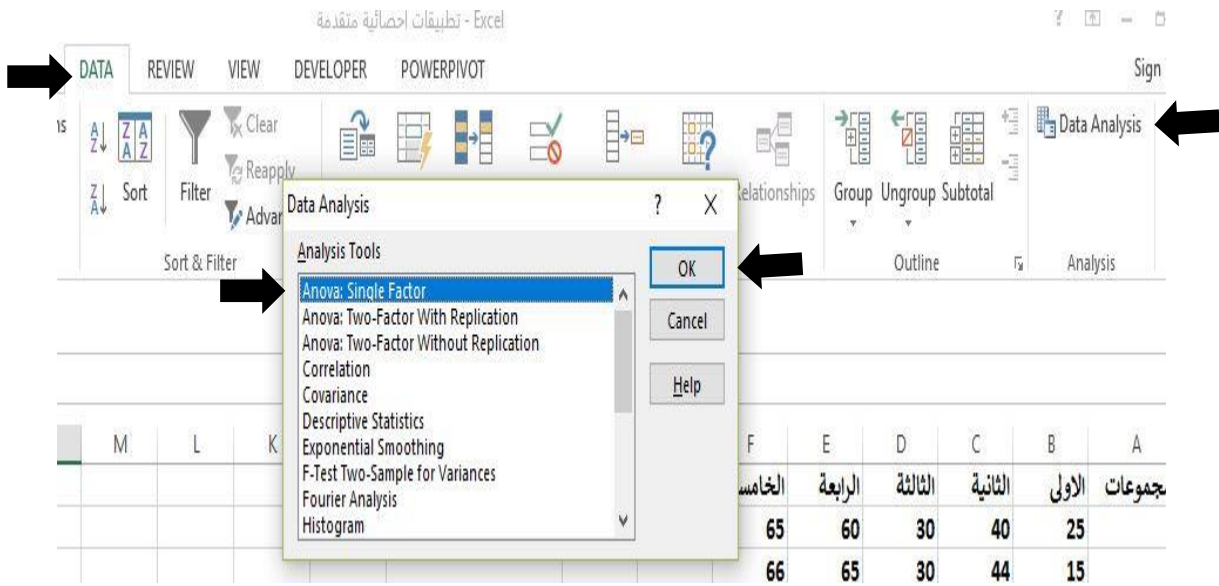 تطبيقات احصائية متقدمة - Excel
DATA REVIEW VIEW DEVELOPER POWERPIVOT
Sign
Sort
Filter
Clear
Reapply
Sort & Filter
Relationships
Group Ungroup Subtotal
Outline
Data Analysis
Analysis
Data Analysis
? X
Analysis Tools
Anova: Single Factor
Anova: Two-Factor With Replication
Anova: Two-Factor Without Replication
Correlation
Covariance
Descriptive Statistics
Exponential Smoothing
F-Test Two-Sample for Variances
Fourier Analysis
Histogram
OK
Cancel
Help
M L K F E D C B A
الاولى الثانية الثالثة الرابعة
65 60 30 40 25
66 65 30 44 15